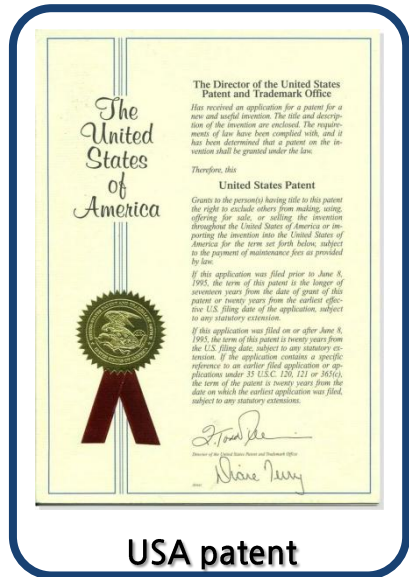 The
United
States
of
America
The Director of the United States
Patent and Trademark Office
Has received an application for a patent for a
new and useful invention. The title and descrip-
tion of the invention are enclosed. The require-
ments of law have been complied with, and it
has been determined that a patent on the in-
vention shall be granted under the law.
Therefore, this
United States Patent
Grants to the person(s) having title to this patent
the right to exclude others from making, using,
offering for sale, or selling the invention
throughout the United States of America or im-
porting the invention into the United States of
America for the term set forth below, subject
to the payment of maintenance fees as provided
by law.
If this application was filed prior to June 8,
1995, the term of this patent is the longer of
seventeen years from the date of grant of this
patent or twenty years from the earliest effec-
tive U.S. filing date of the application, subject
to any statutory extension.
If this application was filed on or after June 8,
1995, the term of this patent is twenty years from
the U.S. filing date, subject to any statutory ex-
tension. If the application contains a specific
reference to an earlier filed application or ap-
plications under 35 U.S.C. 120, 121 or 365(c),
the term of the patent is twenty years from the
date on which the earliest application was filed,
subject to any statutory extensions.
Director of the United States Patent and Trademark Office
USA patent